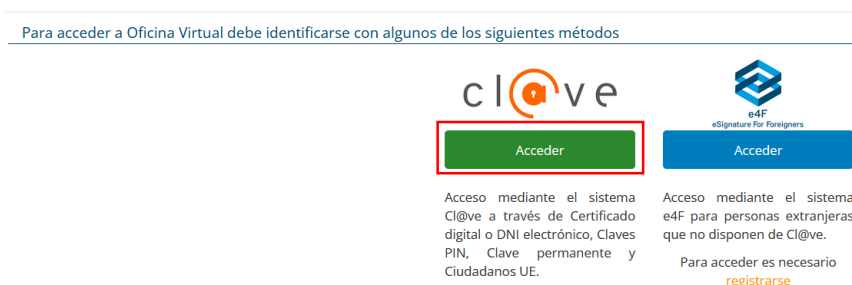 Para acceder a Oficina Virtual debe identificarse con algunos de los siguientes métodos
cl@ve
e4F
eSignature For Foreigners
Acceder
Acceder
Acceso mediante el sistema
Cl@ve a través de Certificado
digital o DNI electrónico, Claves
PIN, Clave permanente y
Ciudadanos UE.
Acceso mediante el sistema
e4F para personas extranjeras
que no disponen de Cl@ve.
Para acceder es necesario
registrarse